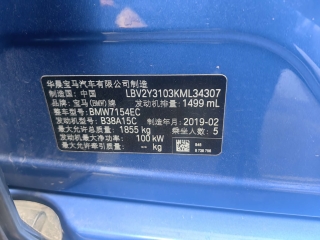 华晨宝马汽车有限公司制造
制造国: 中国 LBV2Y3103KML34307
品牌: 宝马(BMW)牌 发动机排量: 1499 mL
整车型号: BMW7154EC
发动机型号: B38A15C 制造年月: 2019-02
最大允许总质量: 1855 kg 乘坐人数: 5
发动机最大净功率: 100 kW
最大允许牵引质量: -- kg